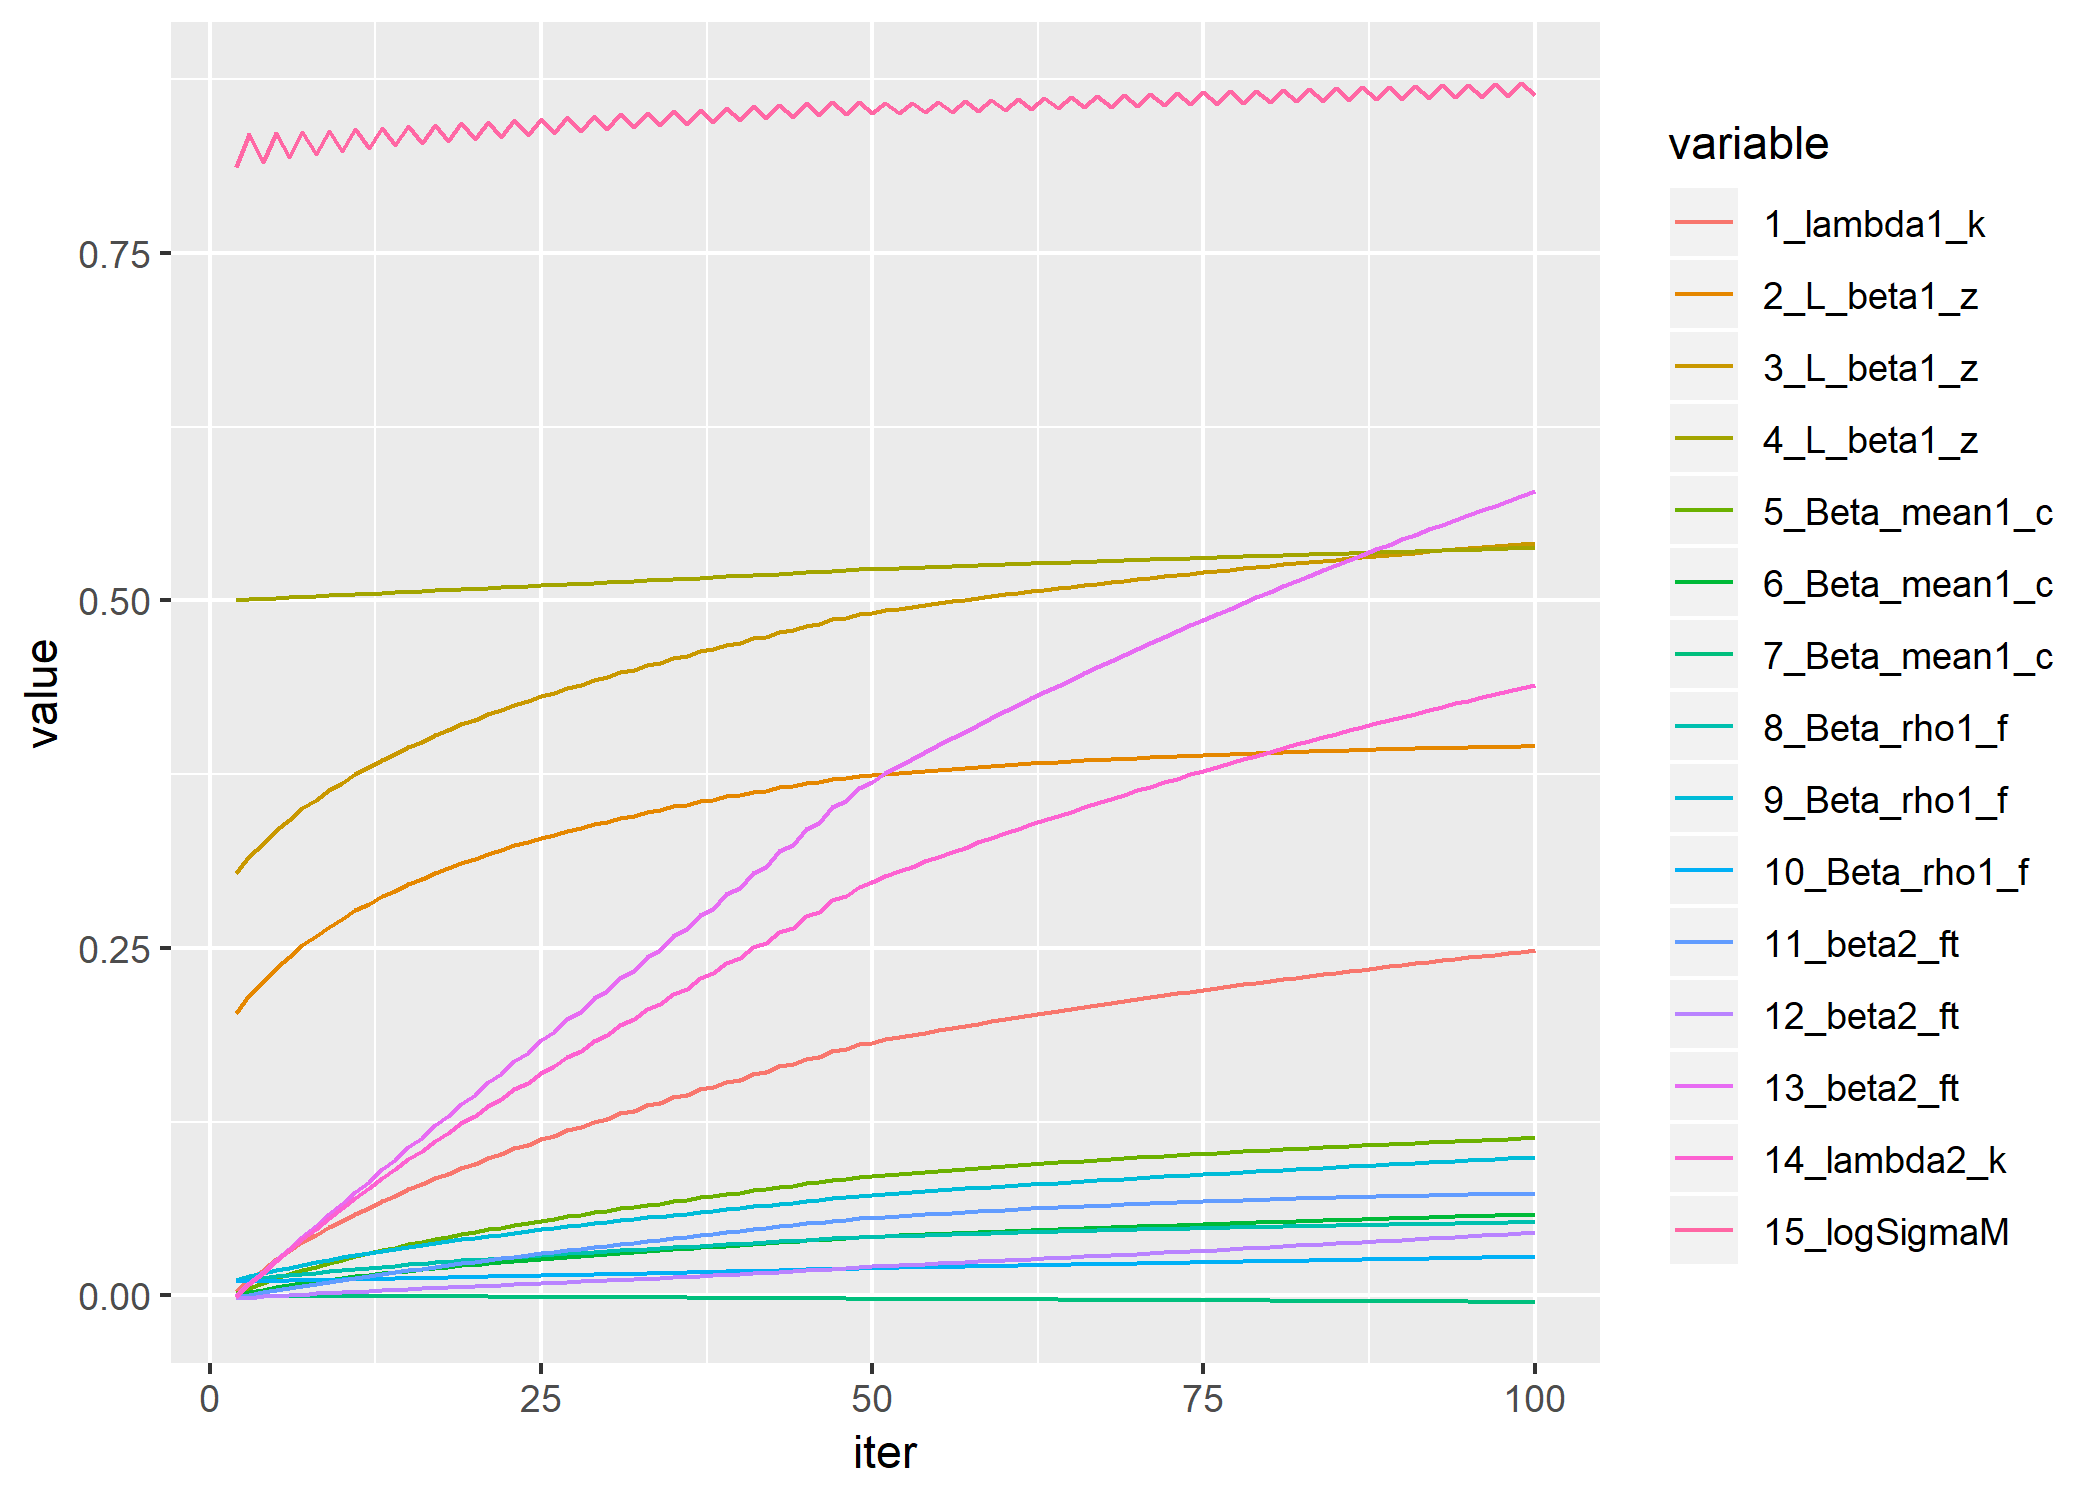 variable
1_lambda1_k
2_L_beta1_z
3_L_beta1_z
4_L_beta1_z
5_Beta_mean1_c
6_Beta_mean1_c
7_Beta_mean1_c
8_Beta_rho1_f
9_Beta_rho1_f
10_Beta_rho1_f
11_beta2_ft
12_beta2_ft
13_beta2_ft
14_lambda2_k
15_logSigmaM
value
0.75
0.50
0.25
0.00
0 25 50 75 100
iter